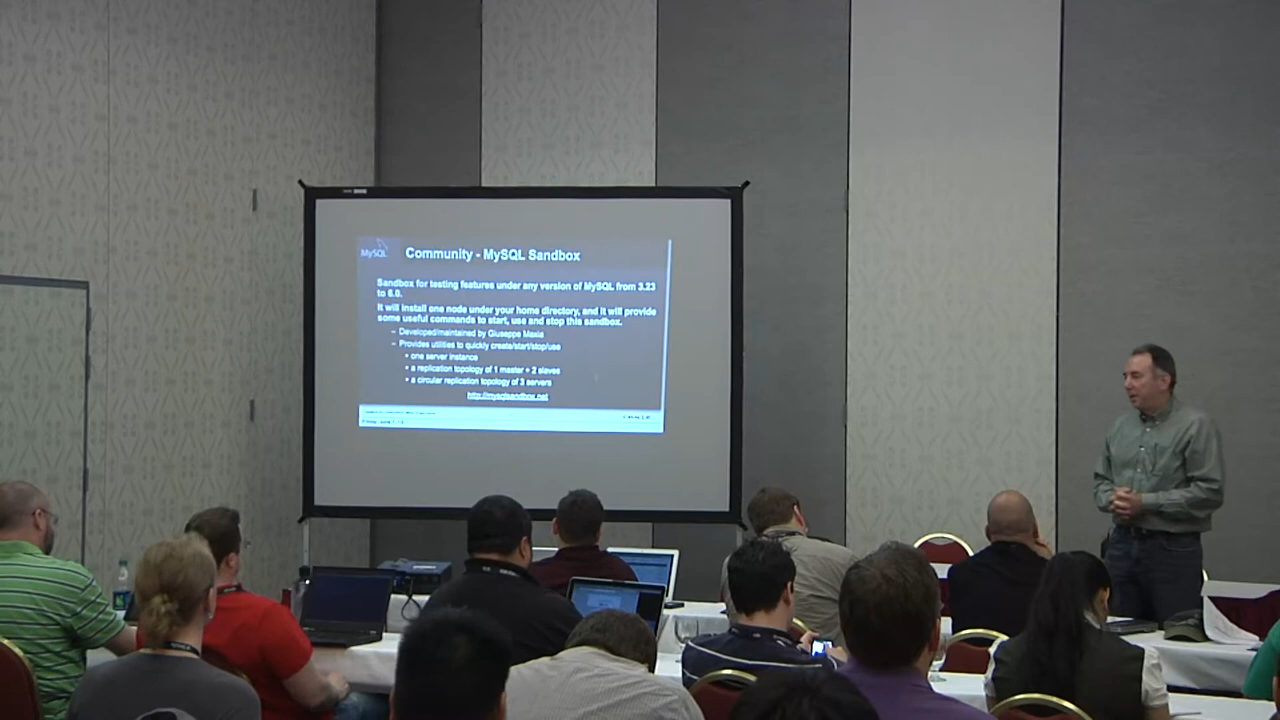 MySQL
Community - MySQL Sandbox
Sandbox for testing features under any version of MySQL from 3.23
to 6.0.
It will install one node under your home directory, and it will provide
some useful commands to start, use and stop this sandbox.
– Developed/maintained by Giuseppe Maxia
– Provides utilities to quickly create/start/stop/use
• one server instance
• a replication topology of 1 master + 2 slaves
• a circular replication topology of 3 servers
http://mysqlsandbox.net